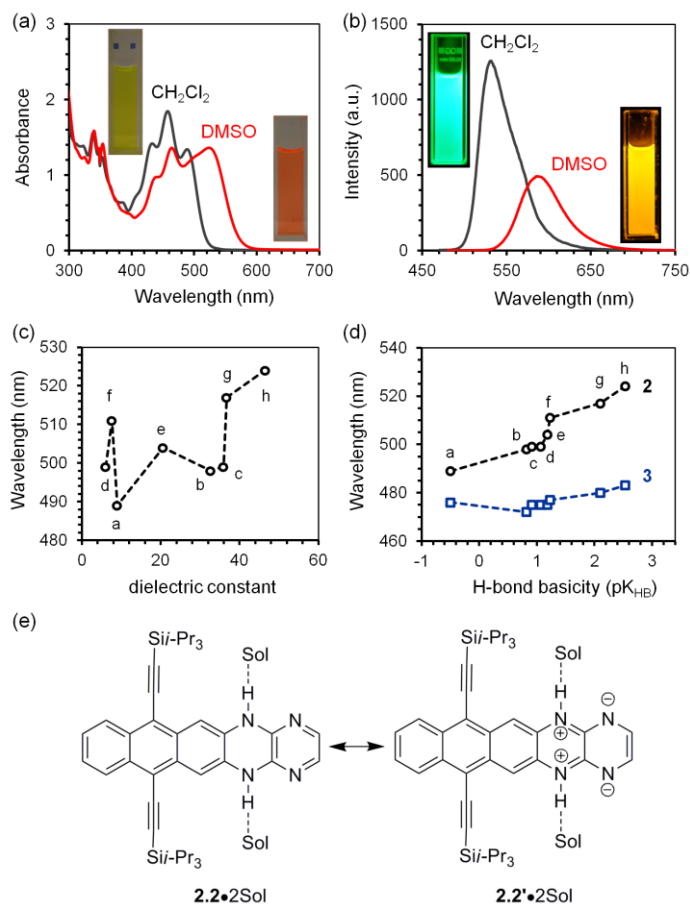 (a)
3
2
1
0
300
400
500
600
700
Absorbance
Wavelength (nm)
CH2Cl2
DMSO
(b)
1500
1000
500
0
450
550
650
750
Intensity (a.u.)
Wavelength (nm)
CH2Cl2
DMSO
(c)
530
520
510
500
490
480
0
20
40
60
Wavelength (nm)
dielectric constant
f
d
a
e
b
c
g
h
(d)
540
520
500
480
460
-1
0
1
2
3
Wavelength (nm)
H-bond basicity (pKHB)
a
b
c
d
e
f
g
h
2
3
(e)
Sii-Pr3
Sol
H
N
N
N
N
H
Sol
Sii-Pr3
2.2•2Sol
Sii-Pr3
Sol
H
N
⊕
N
⊖
⊕
N
N
⊖
H
Sol
Sii-Pr3
2.2'•2Sol